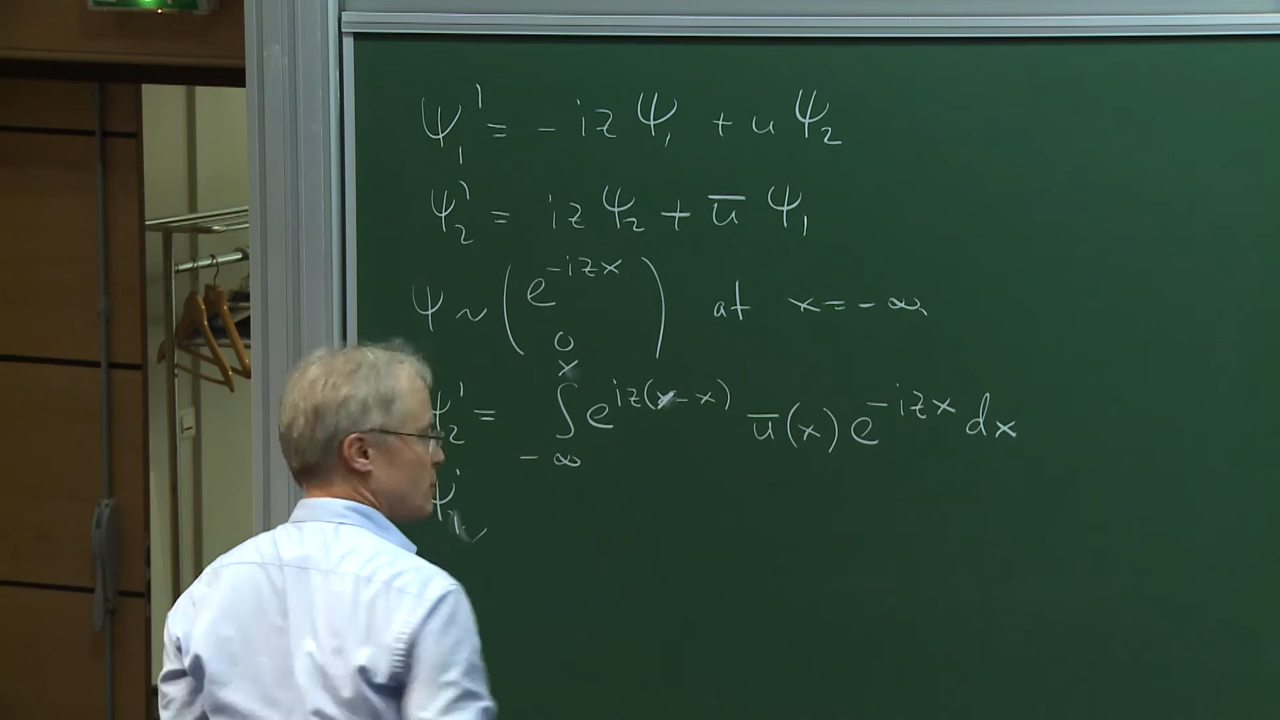 ψ₁' = - iz ψ₁ + u ψ₂
ψ₂' = iz ψ₂ + ū ψ₁
ψ ~ ( e^{-izx} 0 ) at x = -∞
ψ₂' = ∫_{-∞}^{x} e^{iz(x-x)} ū(x) e^{-izx} dx